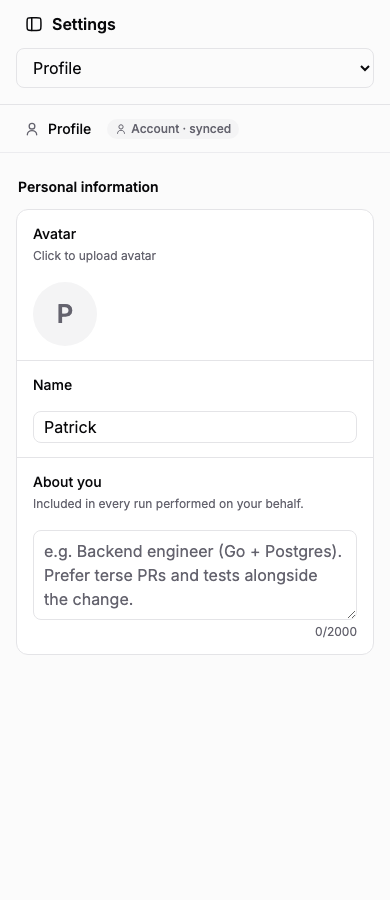 Settings
Profile
Profile
Account · synced
Personal information
Avatar
Click to upload avatar
P
Name
Patrick
About you
Included in every run performed on your behalf.
e.g. Backend engineer (Go + Postgres).
Prefer terse PRs and tests alongside
the change.
0/2000